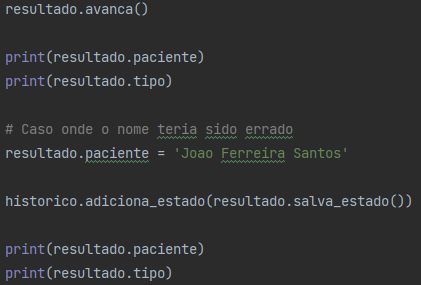 resultado.avanca()
print(resultado.paciente)
print(resultado.tipo)
# Caso onde o nome teria sido errado
resultado.paciente = 'Joao Ferreira Santos'
historico.adiciona_estado(resultado.salva_estado())
print(resultado.paciente)
print(resultado.tipo)